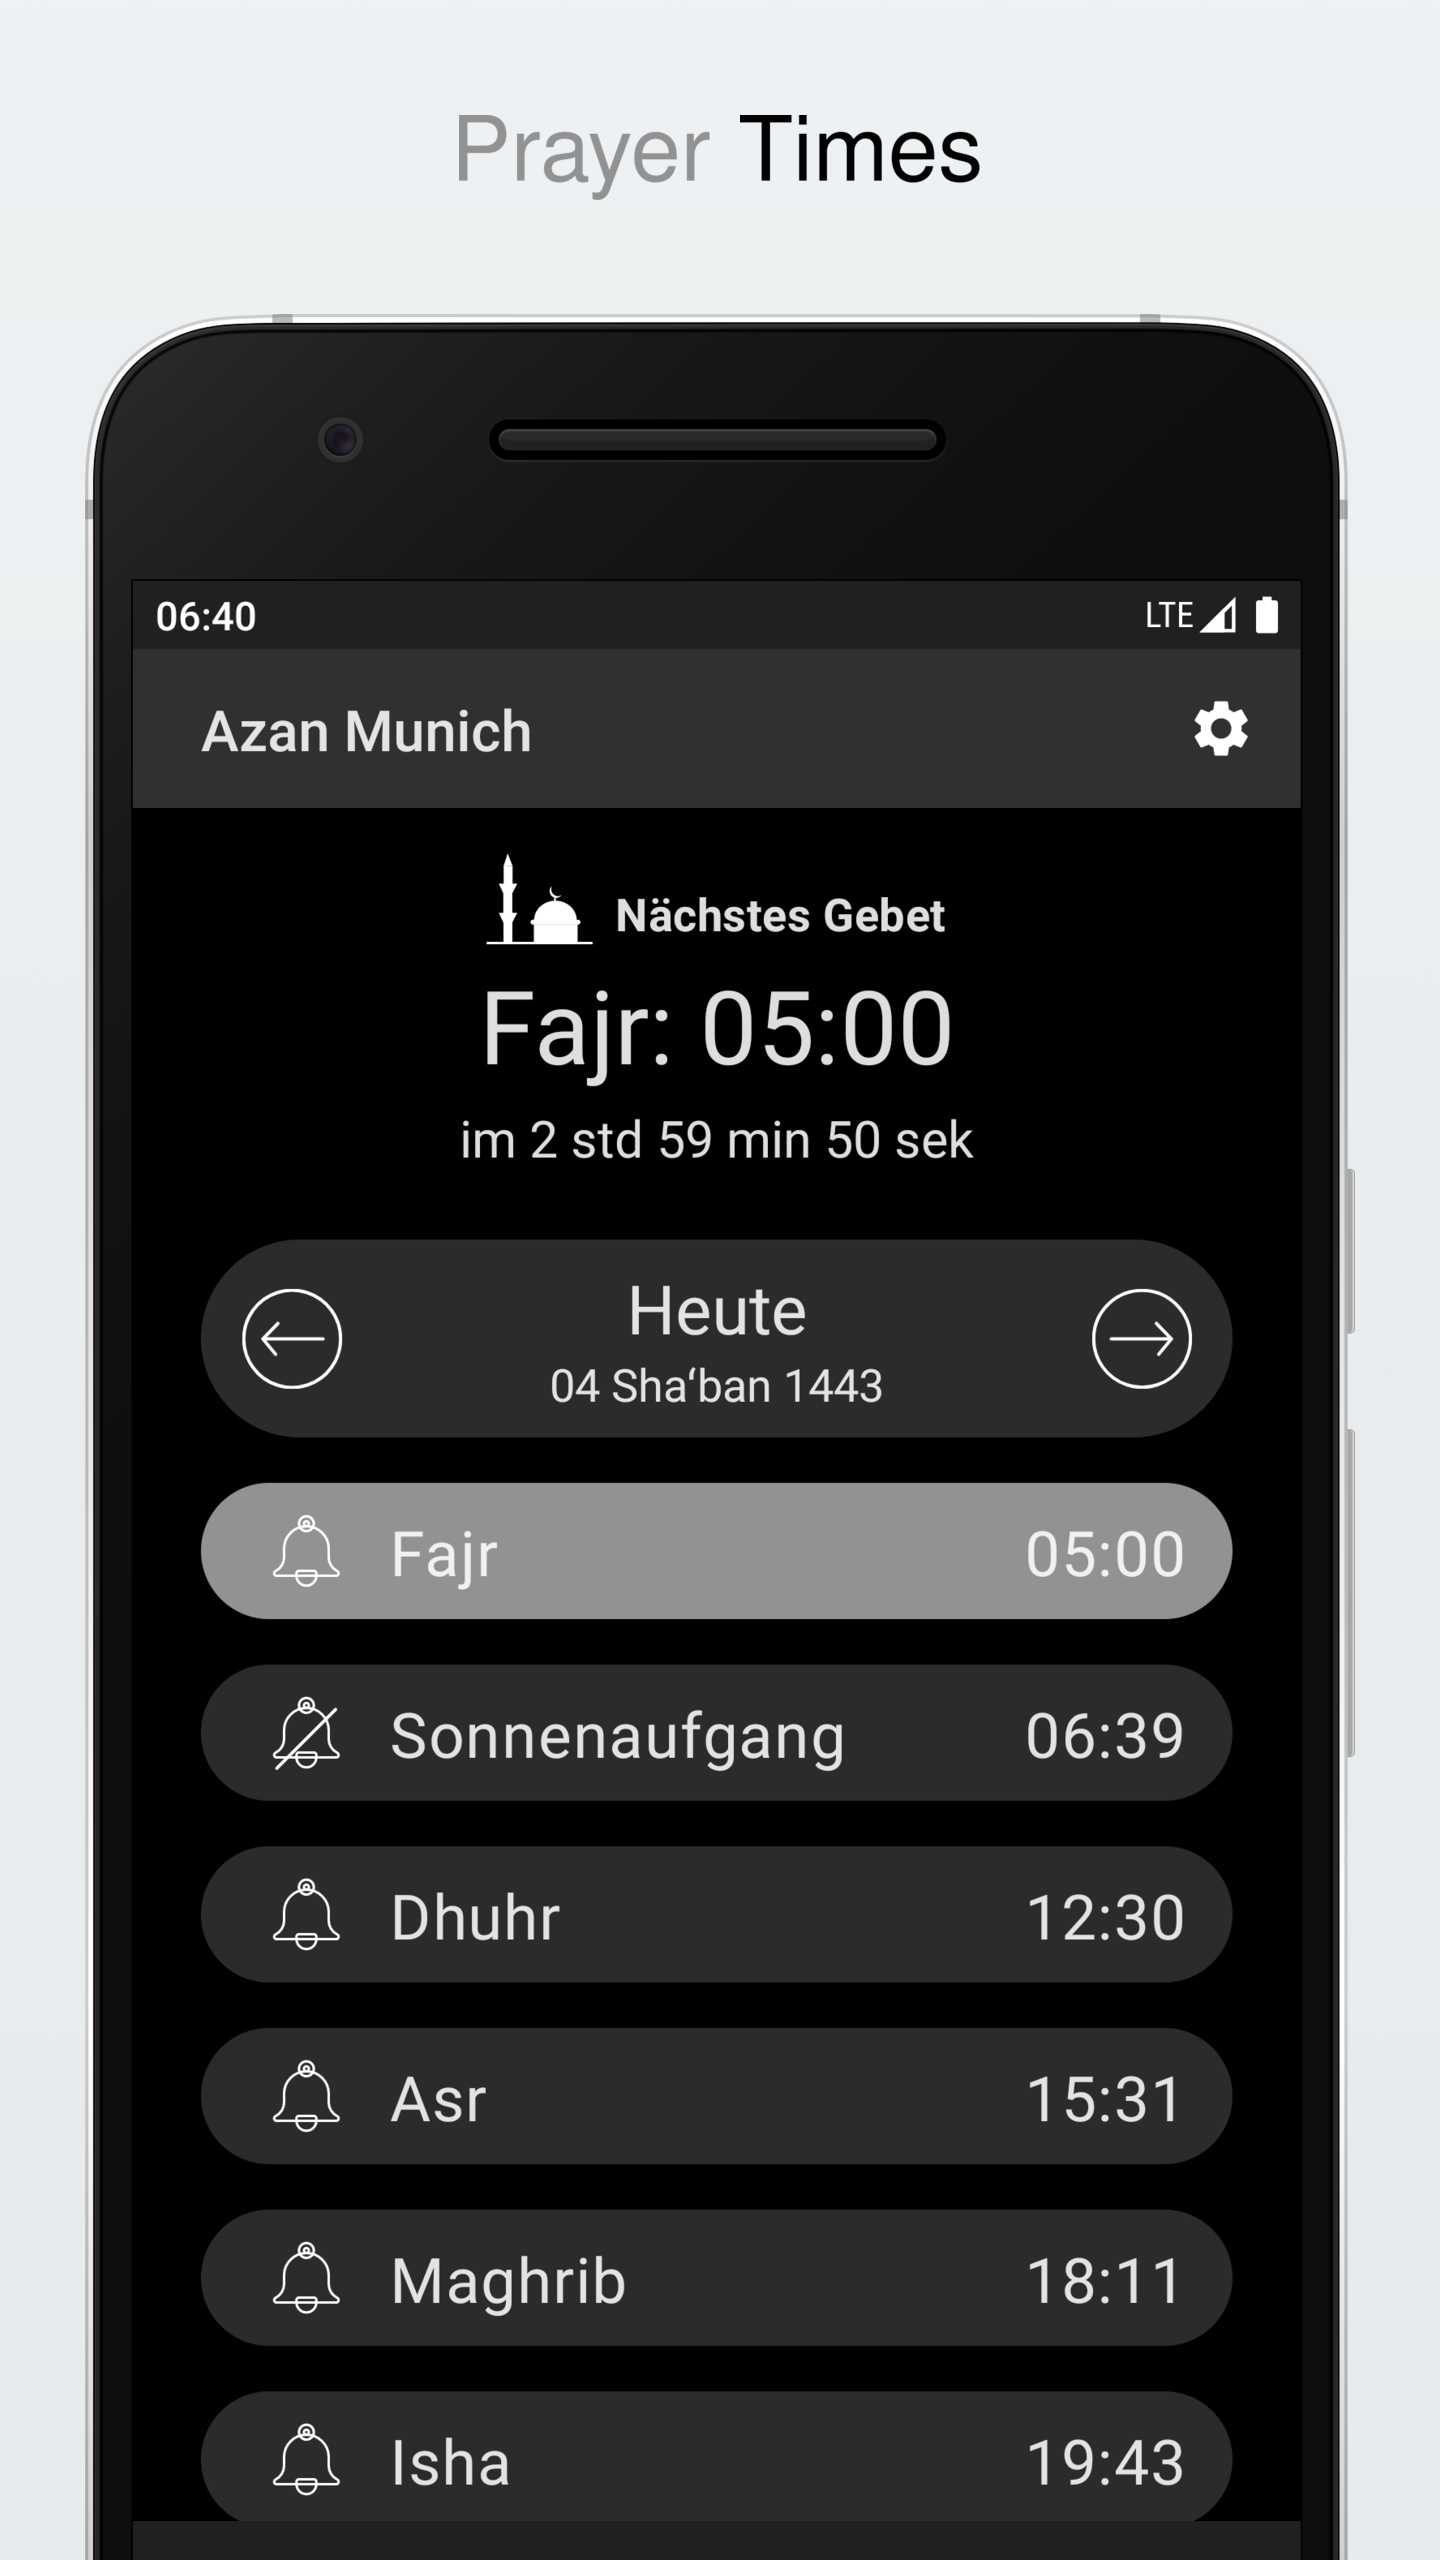 Prayer Times
06:40 LTE
Azan Munich
Nächstes Gebet
Fajr: 05:00
im 2 std 59 min 50 sek
Heute
04 Sha‘ban 1443
Fajr 05:00
Sonnenaufgang 06:39
Dhuhr 12:30
Asr 15:31
Maghrib 18:11
Isha 19:43